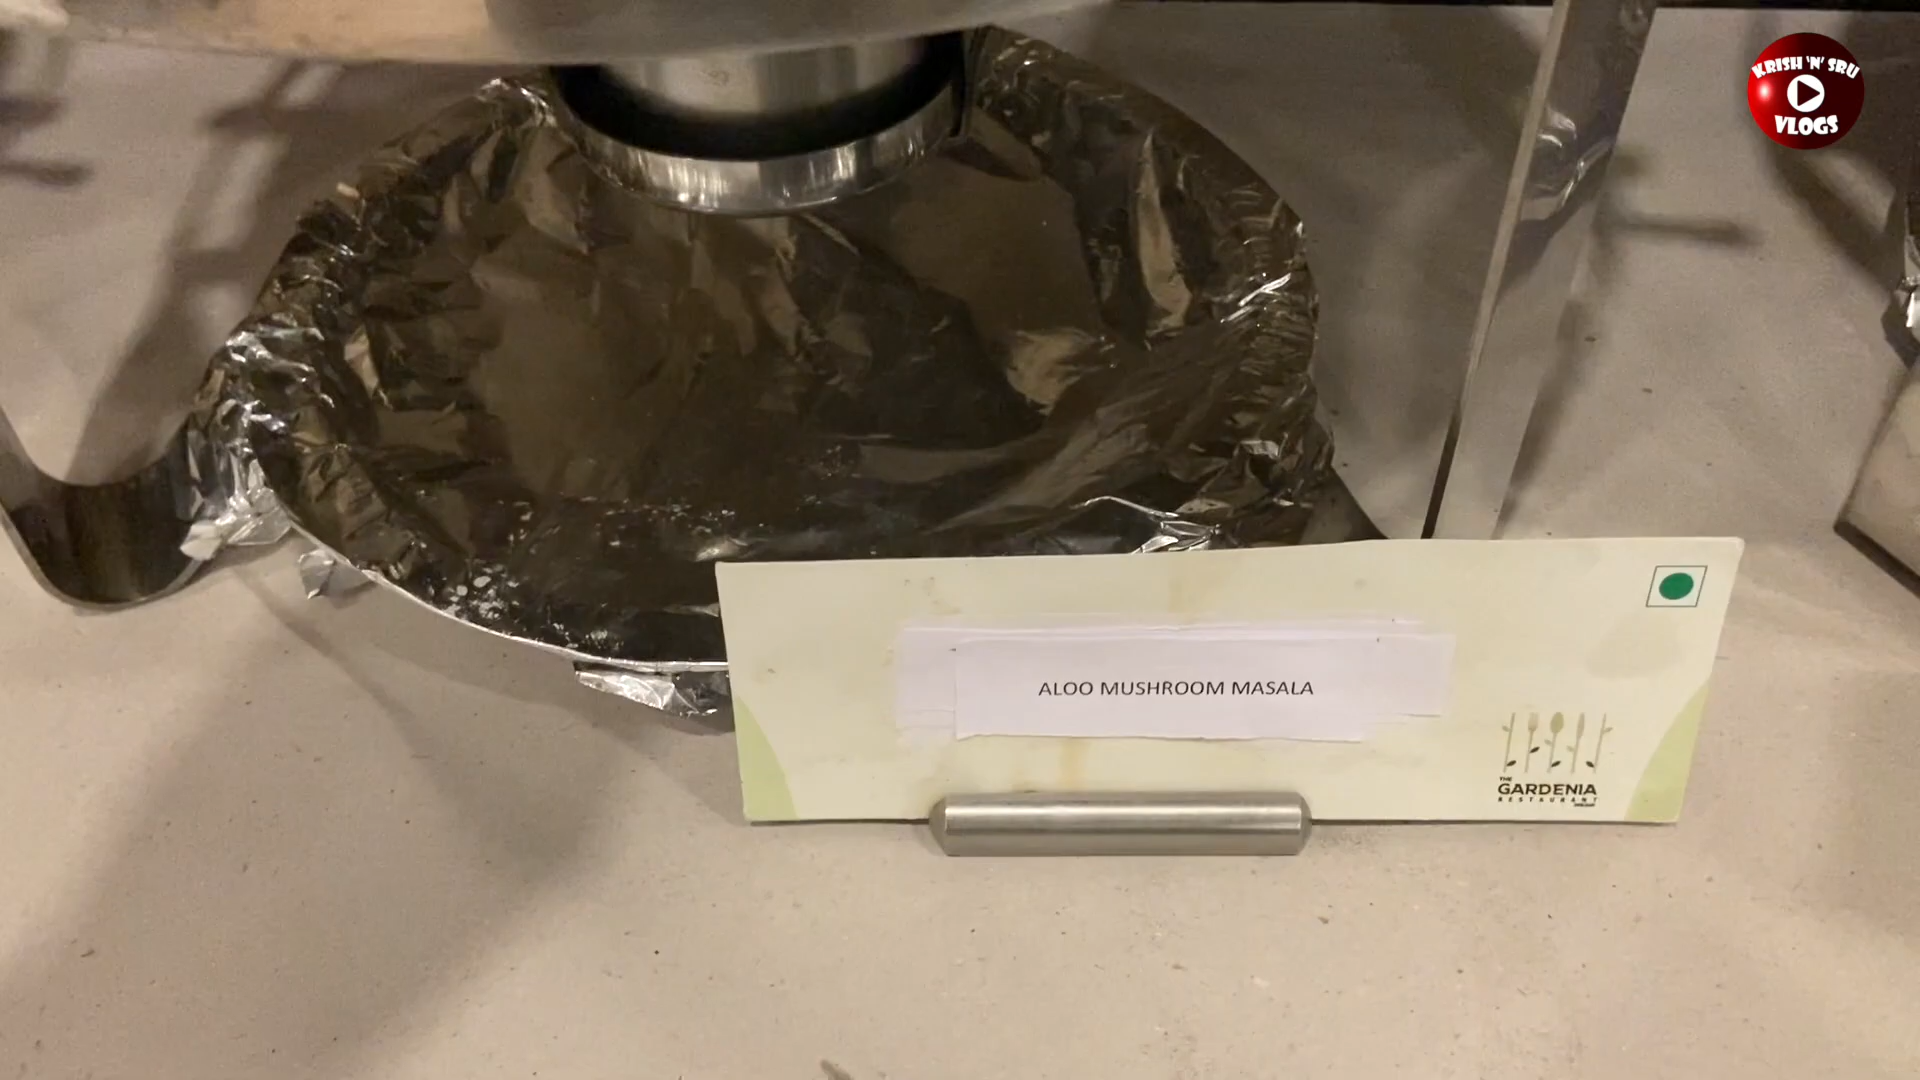 KRISH 'N' SRU
VLOGS
ALOO MUSHROOM MASALA
THE
GARDENIA
RESTAURANT